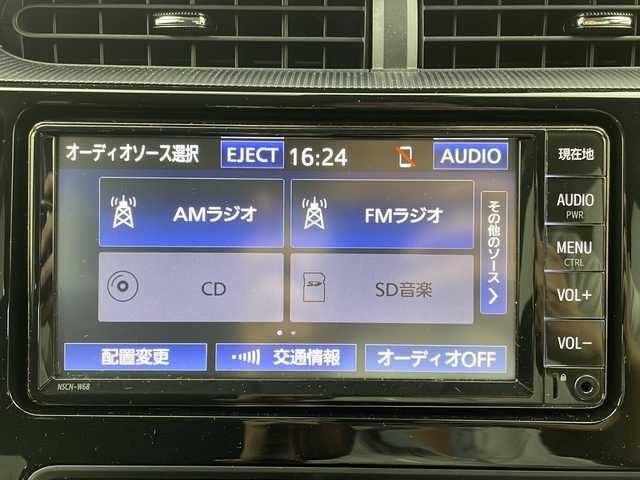 オーディオソース選択
EJECT
16:24
AUDIO
AMラジオ
FMラジオ
CD
SD
SD音楽
その他のソース
配置変更
交通情報
オーディオOFF
現在地
AUDIO
PWR
MENU
CTRL
VOL+
VOL−
NSCN-W68